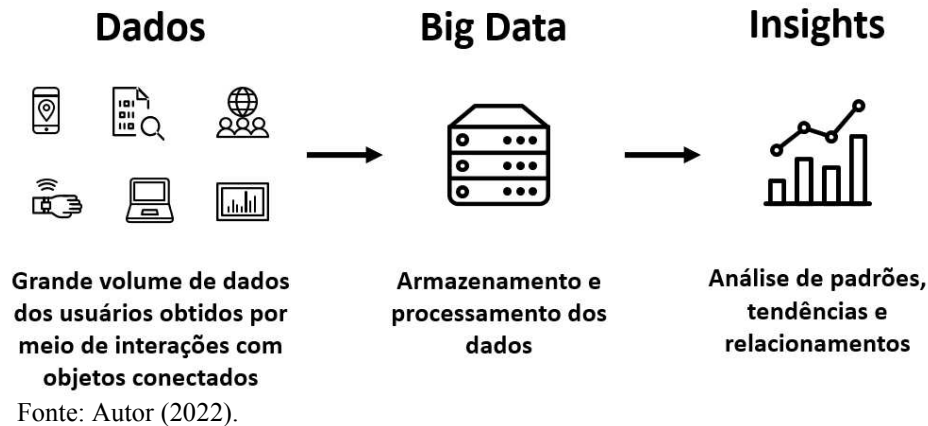 Dados
Big Data
Insights
Grande volume de dados
dos usuários obtidos por
meio de interações com
objetos conectados
Armazenamento e
processamento dos
dados
Análise de padrões,
tendências e
relacionamentos
Fonte: Autor (2022).